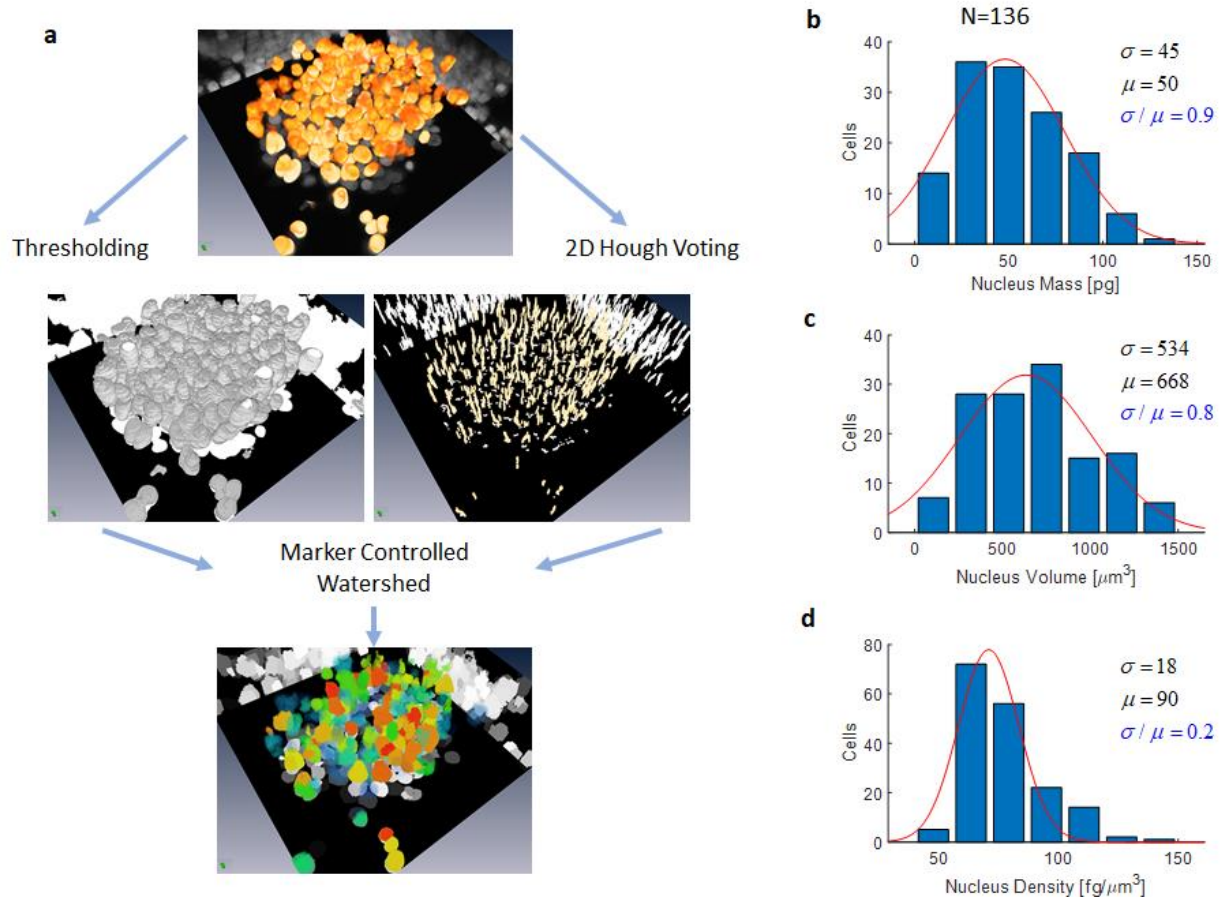 a
Thresholding
2D Hough Voting
Marker Controlled
Watershed
b
N=136
40
30
20
10
0
Cells
0 50 100 150
Nucleus Mass [pg]
σ = 45
μ = 50
σ / μ = 0.9
c
40
30
20
10
0
Cells
0 500 1000 1500
Nucleus Volume [μm³]
σ = 534
μ = 668
σ / μ = 0.8
d
80
60
40
20
0
Cells
50 100 150
Nucleus Density [fg/μm³]
σ = 18
μ = 90
σ / μ = 0.2